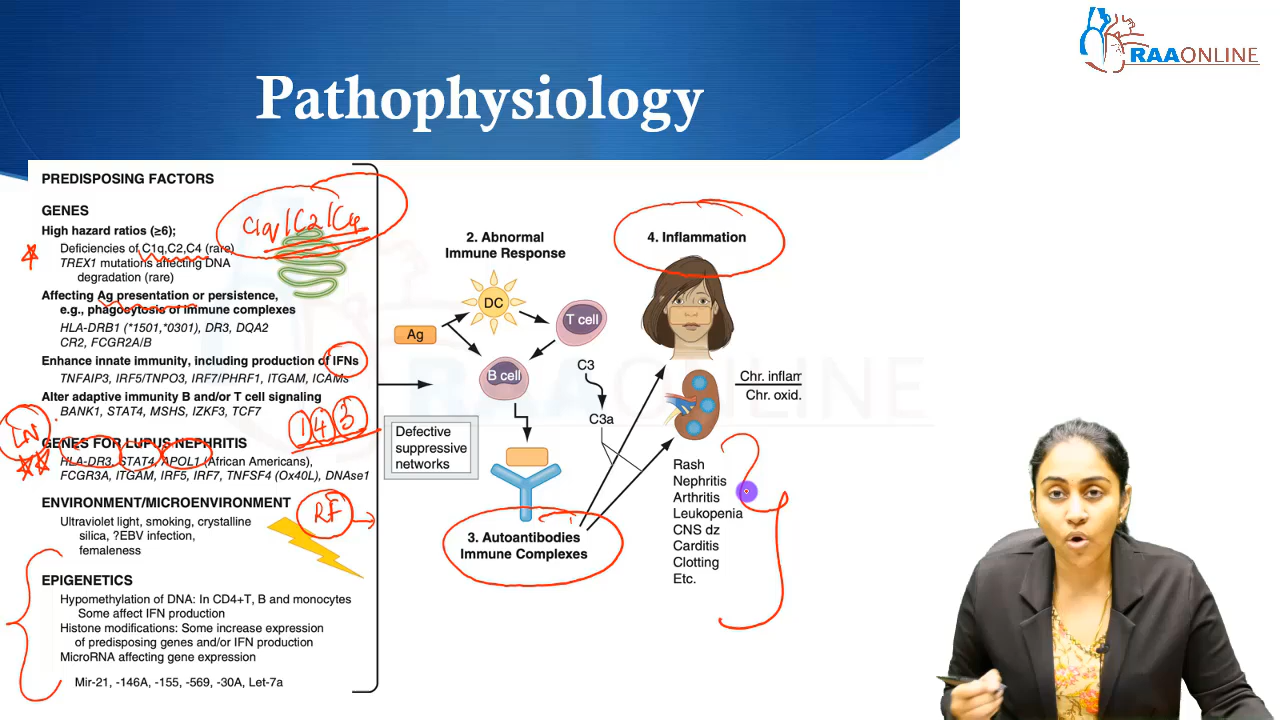 RAAONLINE
Pathophysiology
PREDISPOSING FACTORS
GENES
High hazard ratios (≥6);
Deficiencies of C1q,C2,C4 (rare)
TREX1 mutations affecting DNA
degradation (rare)
C1q/C2/C4
Affecting Ag presentation or persistence,
e.g., phagocytosis of immune complexes
HLA-DRB1 (*1501,*0301), DR3, DQA2
CR2, FCGR2A/B
Enhance innate immunity, including production of IFNs
TNFAIP3, IRF5/TNPO3, IRF7/PHRF1, ITGAM, ICAMs
Alter adaptive immunity B and/or T cell signaling
BANK1, STAT4, MSHS, IZKF3, TCF7
1 4 3
LN
GENES FOR LUPUS NEPHRITIS
HLA-DR3, STAT4, APOL1 (African Americans),
FCGR3A, ITGAM, IRF5, IRF7, TNFSF4 (Ox40L), DNAse1
ENVIRONMENT/MICROENVIRONMENT
RF
Ultraviolet light, smoking, crystalline
silica, ?EBV infection,
femaleness
EPIGENETICS
Hypomethylation of DNA: In CD4+T, B and monocytes
Some affect IFN production
Histone modifications: Some increase expression
of predisposing genes and/or IFN production
MicroRNA affecting gene expression
Mir-21, -146A, -155, -569, -30A, Let-7a
2. Abnormal
Immune Response
DC
Ag
T cell
B cell
C3
C3a
Defective
suppressive
networks
3. Autoantibodies
Immune Complexes
4. Inflammation
Chr. inflam
Chr. oxid.
Rash
Nephritis
Arthritis
Leukopenia
CNS dz
Carditis
Clotting
Etc.
RAAONLINE